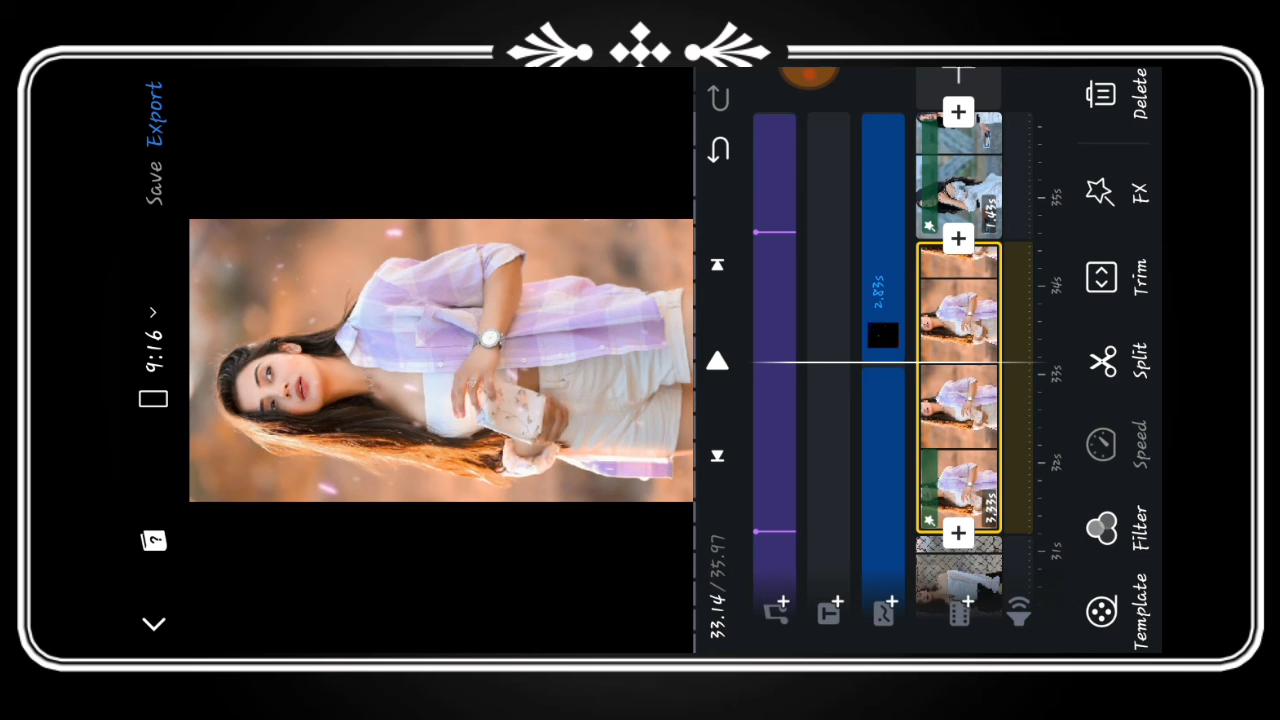 9:16
Save Export
33.14 / 35.97
2.83s
3.33s
1.43s
31s 32s 33s 34s 35s
Template Filter Speed Split Trim FX Delete